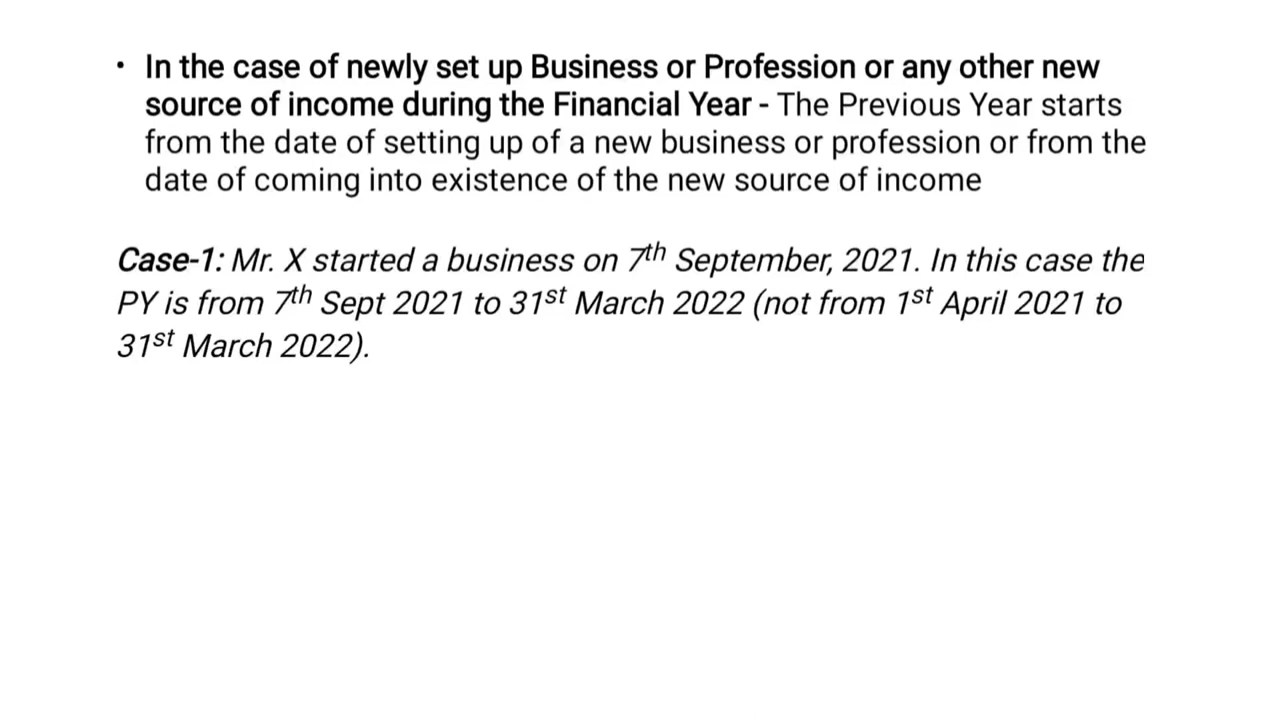 • In the case of newly set up Business or Profession or any other new
source of income during the Financial Year - The Previous Year starts
from the date of setting up of a new business or profession or from the
date of coming into existence of the new source of income
Case-1: Mr. X started a business on 7th September, 2021. In this case the
PY is from 7th Sept 2021 to 31st March 2022 (not from 1st April 2021 to
31st March 2022).